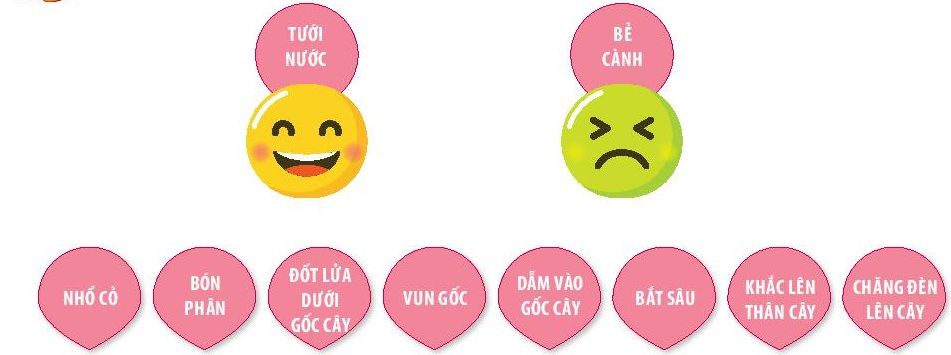 TƯỚI
NƯỚC
BẺ
CÀNH
NHỔ CỎ
BÓN
PHÂN
ĐỐT LỬA
DƯỚI
GỐC CÂY
VUN GỐC
DẪM VÀO
GỐC CÂY
BẮT SÂU
KHẮC LÊN
THÂN CÂY
CHĂNG ĐÈN
LÊN CÂY